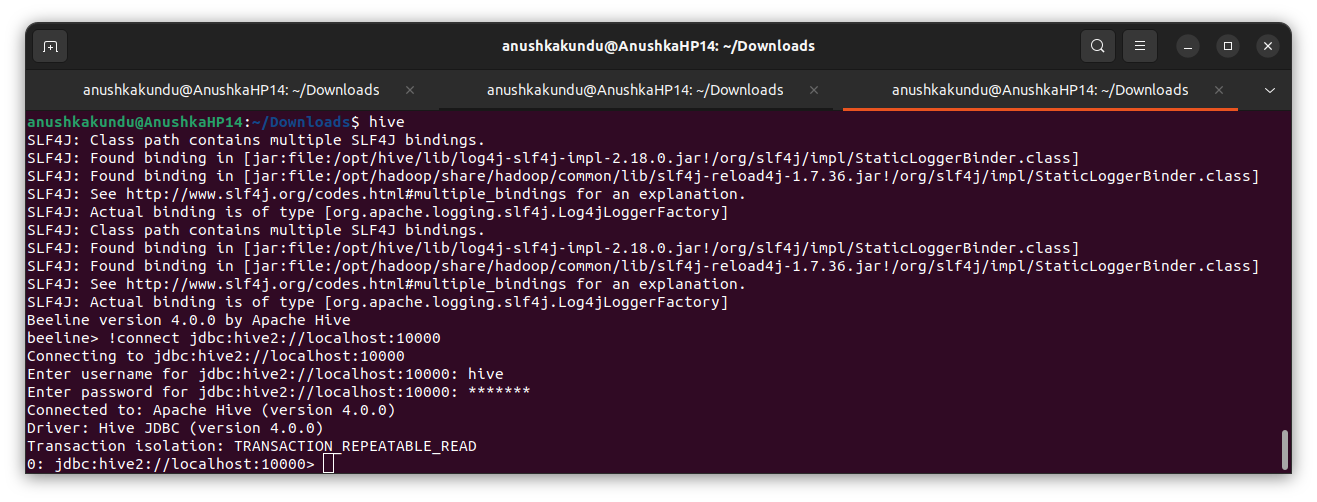 anushkakundu@AnushkaHP14: ~/Downloads
anushkakundu@AnushkaHP14: ~/Downloads × anushkakundu@AnushkaHP14: ~/Downloads × anushkakundu@AnushkaHP14: ~/Downloads ×
anushkakundu@AnushkaHP14:~/Downloads$ hive
SLF4J: Class path contains multiple SLF4J bindings.
SLF4J: Found binding in [jar:file:/opt/hive/lib/log4j-slf4j-impl-2.18.0.jar!/org/slf4j/impl/StaticLoggerBinder.class]
SLF4J: Found binding in [jar:file:/opt/hadoop/share/hadoop/common/lib/slf4j-reload4j-1.7.36.jar!/org/slf4j/impl/StaticLoggerBinder.class]
SLF4J: See http://www.slf4j.org/codes.html#multiple_bindings for an explanation.
SLF4J: Actual binding is of type [org.apache.logging.slf4j.Log4jLoggerFactory]
SLF4J: Class path contains multiple SLF4J bindings.
SLF4J: Found binding in [jar:file:/opt/hive/lib/log4j-slf4j-impl-2.18.0.jar!/org/slf4j/impl/StaticLoggerBinder.class]
SLF4J: Found binding in [jar:file:/opt/hadoop/share/hadoop/common/lib/slf4j-reload4j-1.7.36.jar!/org/slf4j/impl/StaticLoggerBinder.class]
SLF4J: See http://www.slf4j.org/codes.html#multiple_bindings for an explanation.
SLF4J: Actual binding is of type [org.apache.logging.slf4j.Log4jLoggerFactory]
Beeline version 4.0.0 by Apache Hive
beeline> !connect jdbc:hive2://localhost:10000
Connecting to jdbc:hive2://localhost:10000
Enter username for jdbc:hive2://localhost:10000: hive
Enter password for jdbc:hive2://localhost:10000: *******
Connected to: Apache Hive (version 4.0.0)
Driver: Hive JDBC (version 4.0.0)
Transaction isolation: TRANSACTION_REPEATABLE_READ
0: jdbc:hive2://localhost:10000>